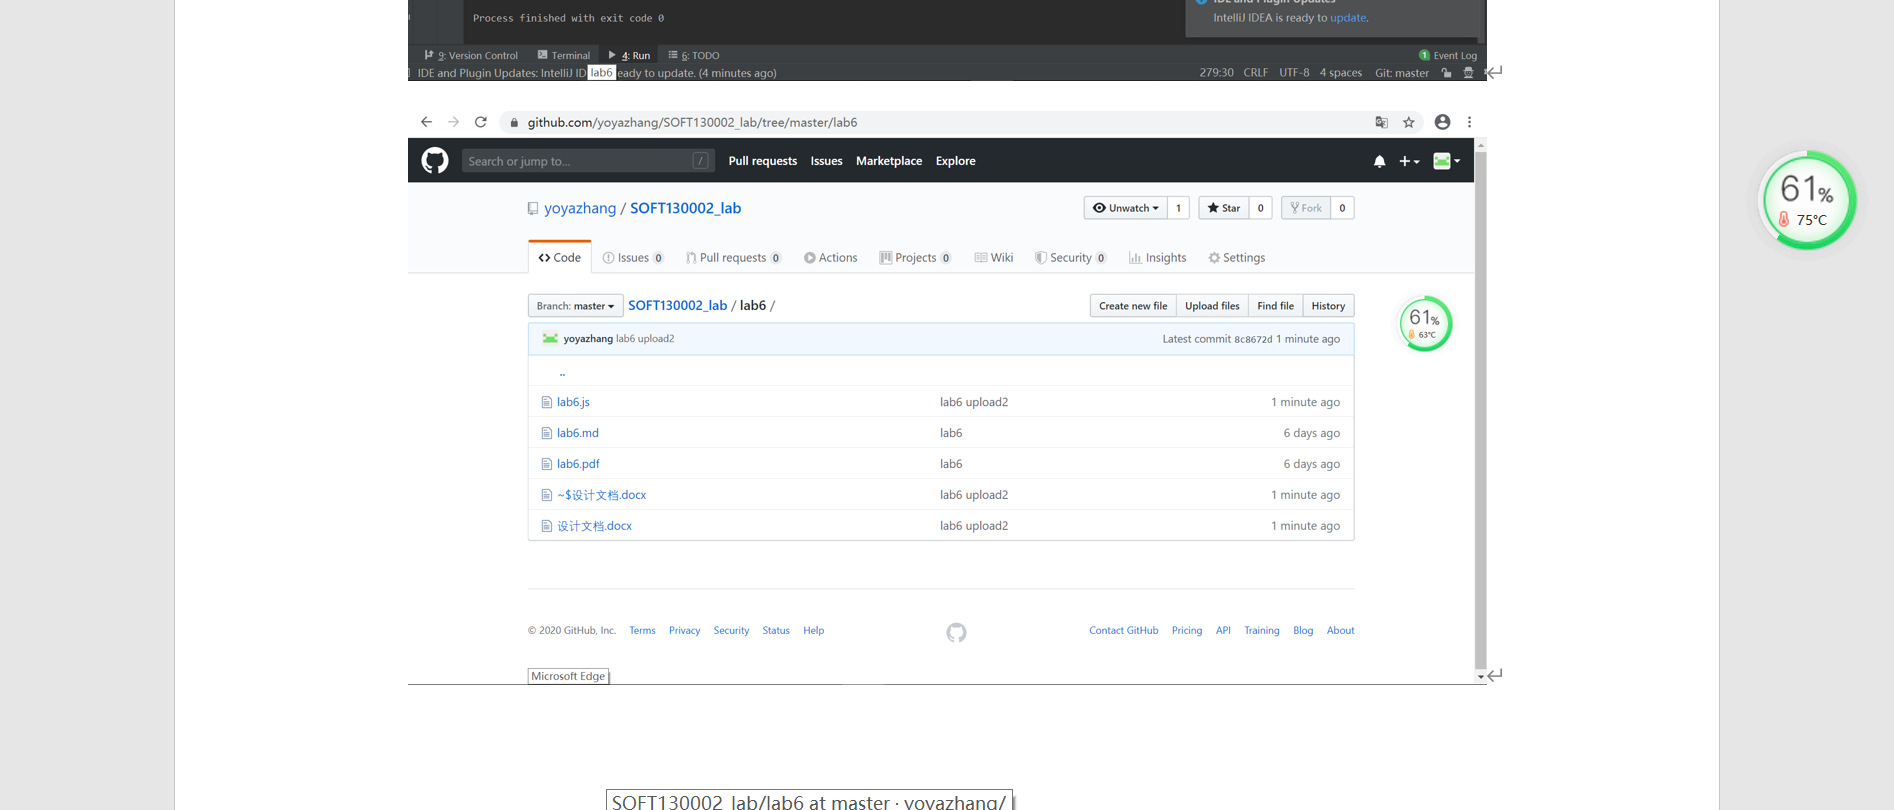 Process finished with exit code 0
IDE and Plugin Updates
IntelliJ IDEA is ready to update.
9: Version Control Terminal 4: Run 6: TODO 1 Event Log
IDE and Plugin Updates: IntelliJ ID lab6 eady to update. (4 minutes ago) 279:30 CRLF UTF-8 4 spaces Git: master
github.com/yoyazhang/SOFT130002_lab/tree/master/lab6
Search or jump to... / Pull requests Issues Marketplace Explore
61%
75°C
yoyazhang / SOFT130002_lab Unwatch 1 Star 0 Fork 0
Code Issues 0 Pull requests 0 Actions Projects 0 Wiki Security 0 Insights Settings
Branch: master SOFT130002_lab / lab6 / Create new file Upload files Find file History
61%
63°C
yoyazhang lab6 upload2 Latest commit 8c8672d 1 minute ago
..
lab6.js lab6 upload2 1 minute ago
lab6.md lab6 6 days ago
lab6.pdf lab6 6 days ago
~$设计文档.docx lab6 upload2 1 minute ago
设计文档.docx lab6 upload2 1 minute ago
© 2020 GitHub, Inc. Terms Privacy Security Status Help Contact GitHub Pricing API Training Blog About
Microsoft Edge
SOFT130002_lab/lab6 at master · yoyazhang/